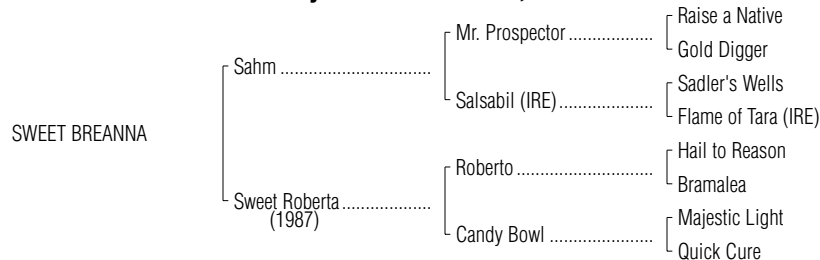 Raise a Native
Mr. Prospector ....................
Gold Digger
Sahm ....................................
Sadler's Wells
Salsabil (IRE)......................
Flame of Tara (IRE)
SWEET BREANNA
Hail to Reason
Roberto ................................
Bramalea
Sweet Roberta.....................
(1987)
Majestic Light
Candy Bowl ........................
Quick Cure